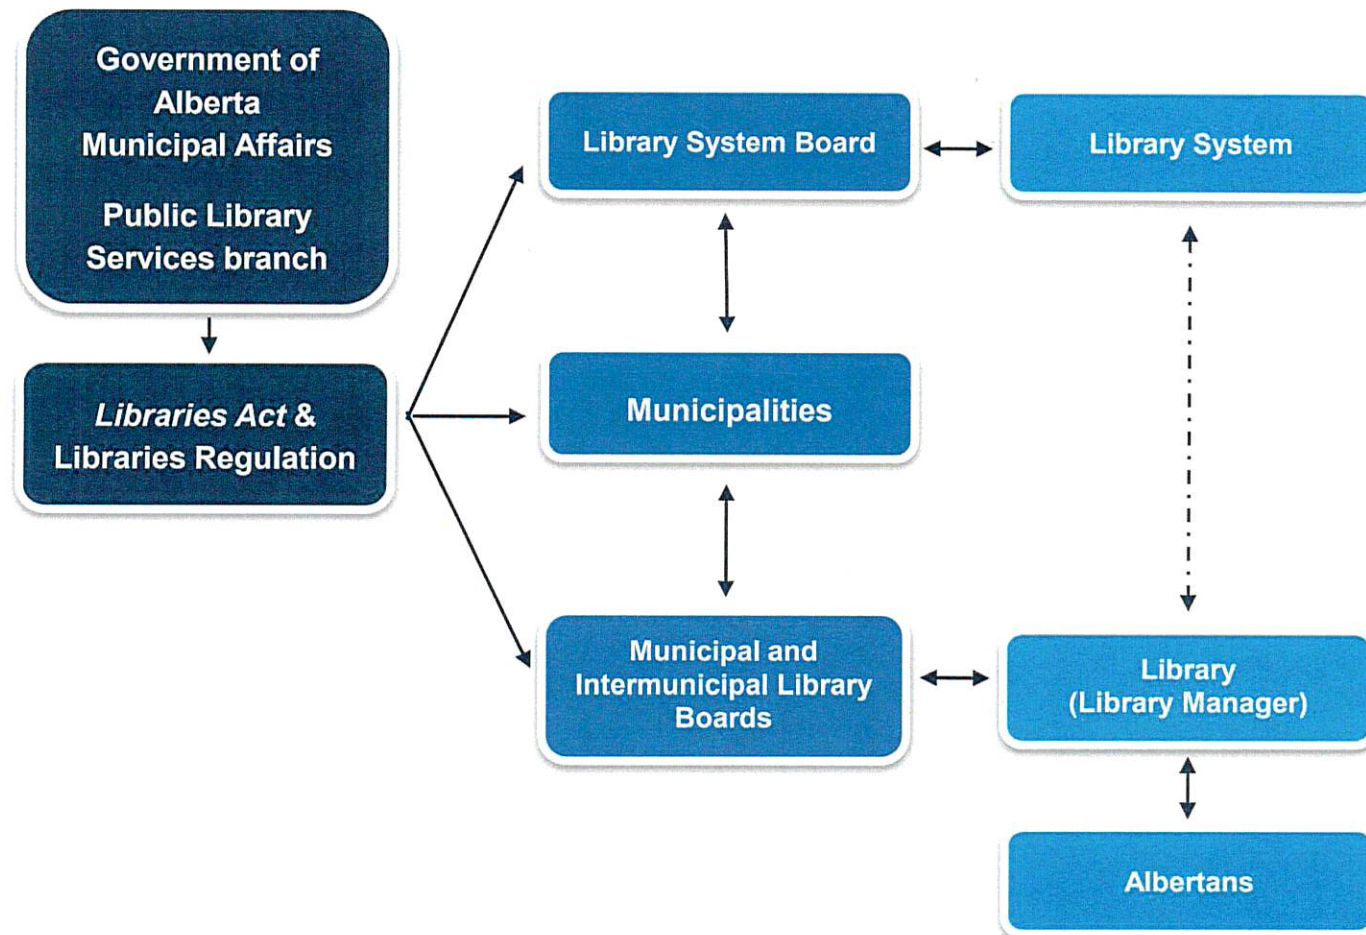 Government of
Alberta
Municipal Affairs
Public Library
Services branch
Libraries Act &
Libraries Regulation
Library System Board
Library System
Municipalities
Municipal and
Intermunicipal Library
Boards
Library
(Library Manager)
Albertans